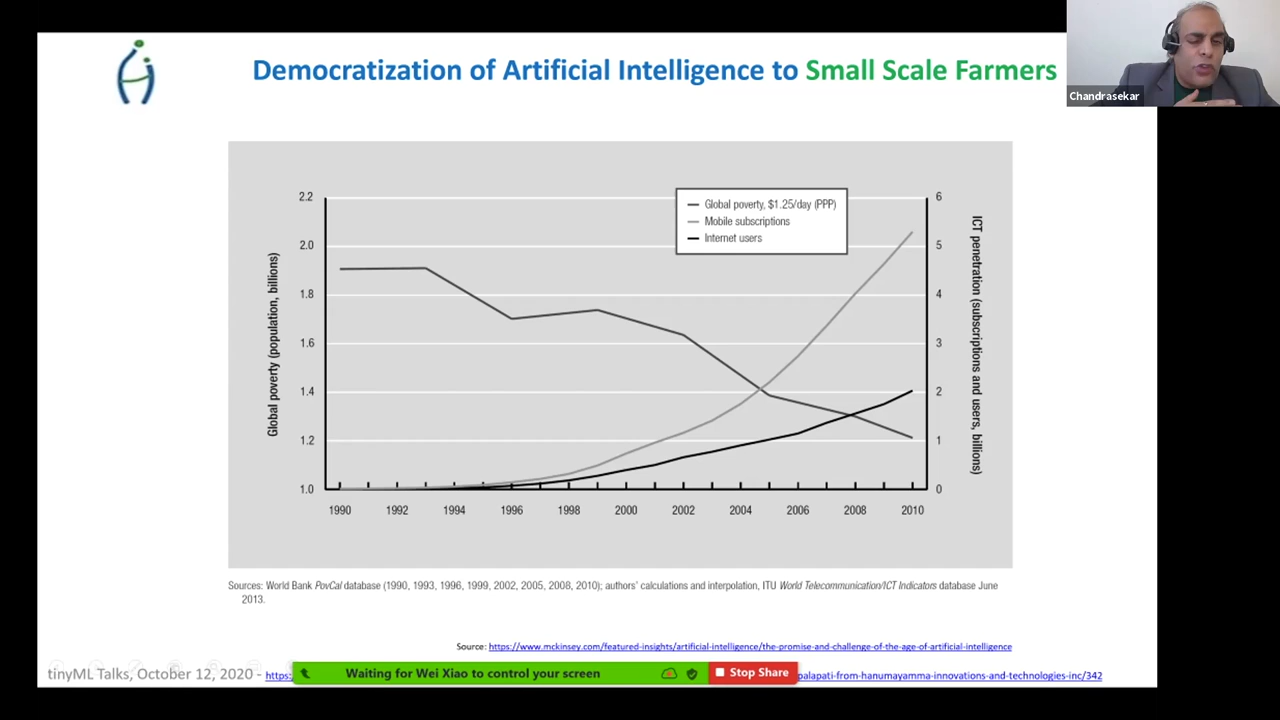 Democratization of Artificial Intelligence to Small Scale Farmers
Chandrasekar
2.2
2.0
1.8
1.6
1.4
1.2
1.0
Global poverty (population, billions)
Global poverty, $1.25/day (PPP)
Mobile subscriptions
Internet users
6
5
4
3
2
1
0
ICT penetration (subscriptions and users, billions)
1990 1992 1994 1996 1998 2000 2002 2004 2006 2008 2010
Sources: World Bank PovCal database (1990, 1993, 1996, 1999, 2002, 2005, 2008, 2010); authors' calculations and interpolation, ITU World Telecommunication/ICT Indicators database June
2013.
Source: https://www.mckinsey.com/featured-insights/artificial-intelligence/the-promise-and-challenge-of-the-age-of-artificial-intelligence
tinyML Talks, October 12, 2020 - https:
Waiting for Wei Xiao to control your screen
Stop Share
palapati-from-hanumayamma-innovations-and-technologies-inc/342